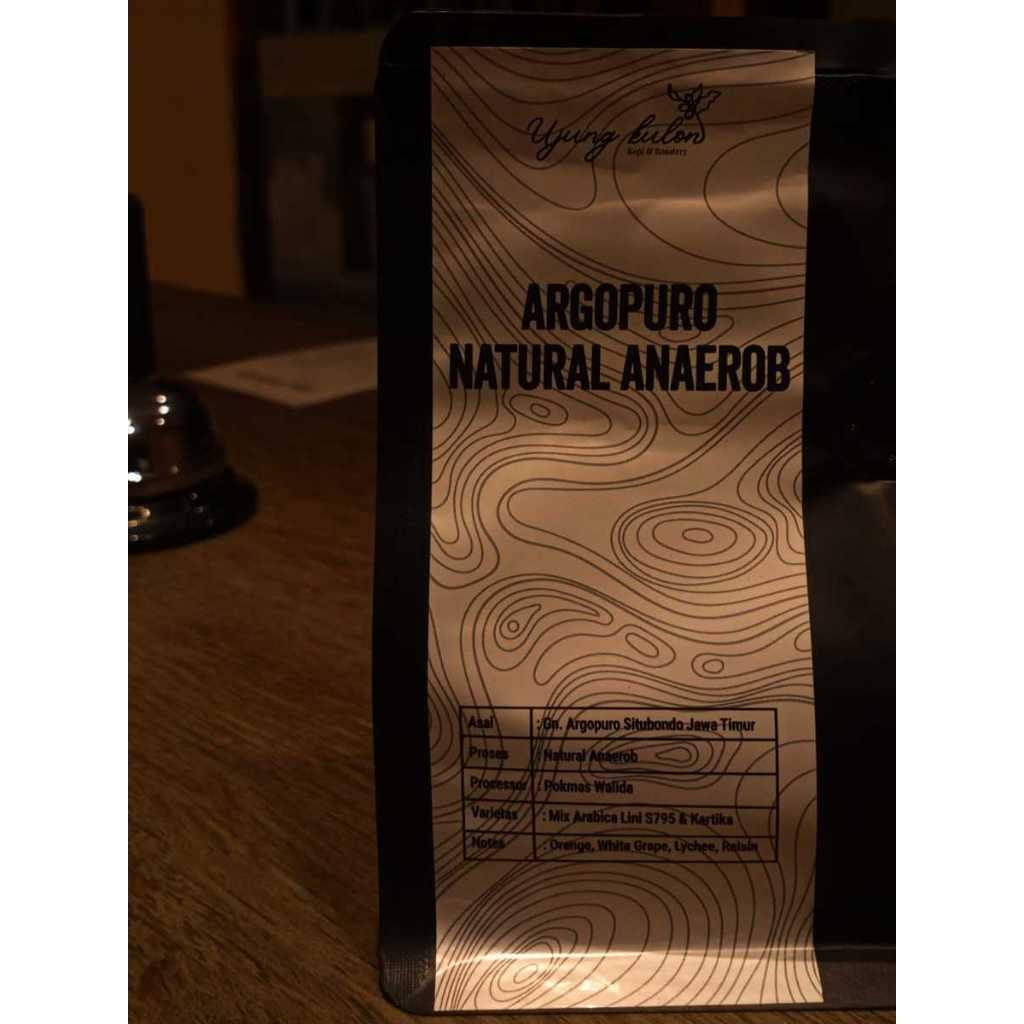 Ujung kulon
Kopi & Roastery
ARGOPURO
NATURAL ANAEROB
Asal : Gn. Argopuro Situbondo Jawa Timur
Proses : Natural Anaerob
Processor : Pokmas Walida
Varietas : Mix Arabica Lini S795 & Kartika
Notes : Orange, White Grape, Lychee, Raisin